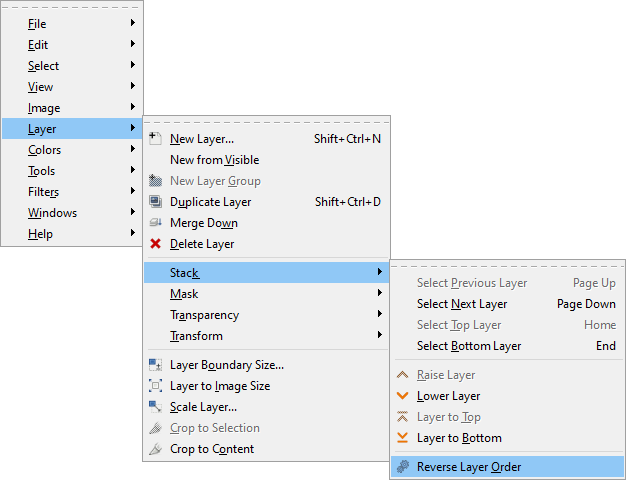 File
Edit
Select
View
Image
Layer
Colors
Tools
Filters
Windows
Help
New Layer... Shift+Ctrl+N
New from Visible
New Layer Group
Duplicate Layer Shift+Ctrl+D
Merge Down
Delete Layer
Stack
Mask
Transparency
Transform
Layer Boundary Size...
Layer to Image Size
Scale Layer...
Crop to Selection
Crop to Content
Select Previous Layer Page Up
Select Next Layer Page Down
Select Top Layer Home
Select Bottom Layer End
Raise Layer
Lower Layer
Layer to Top
Layer to Bottom
Reverse Layer Order